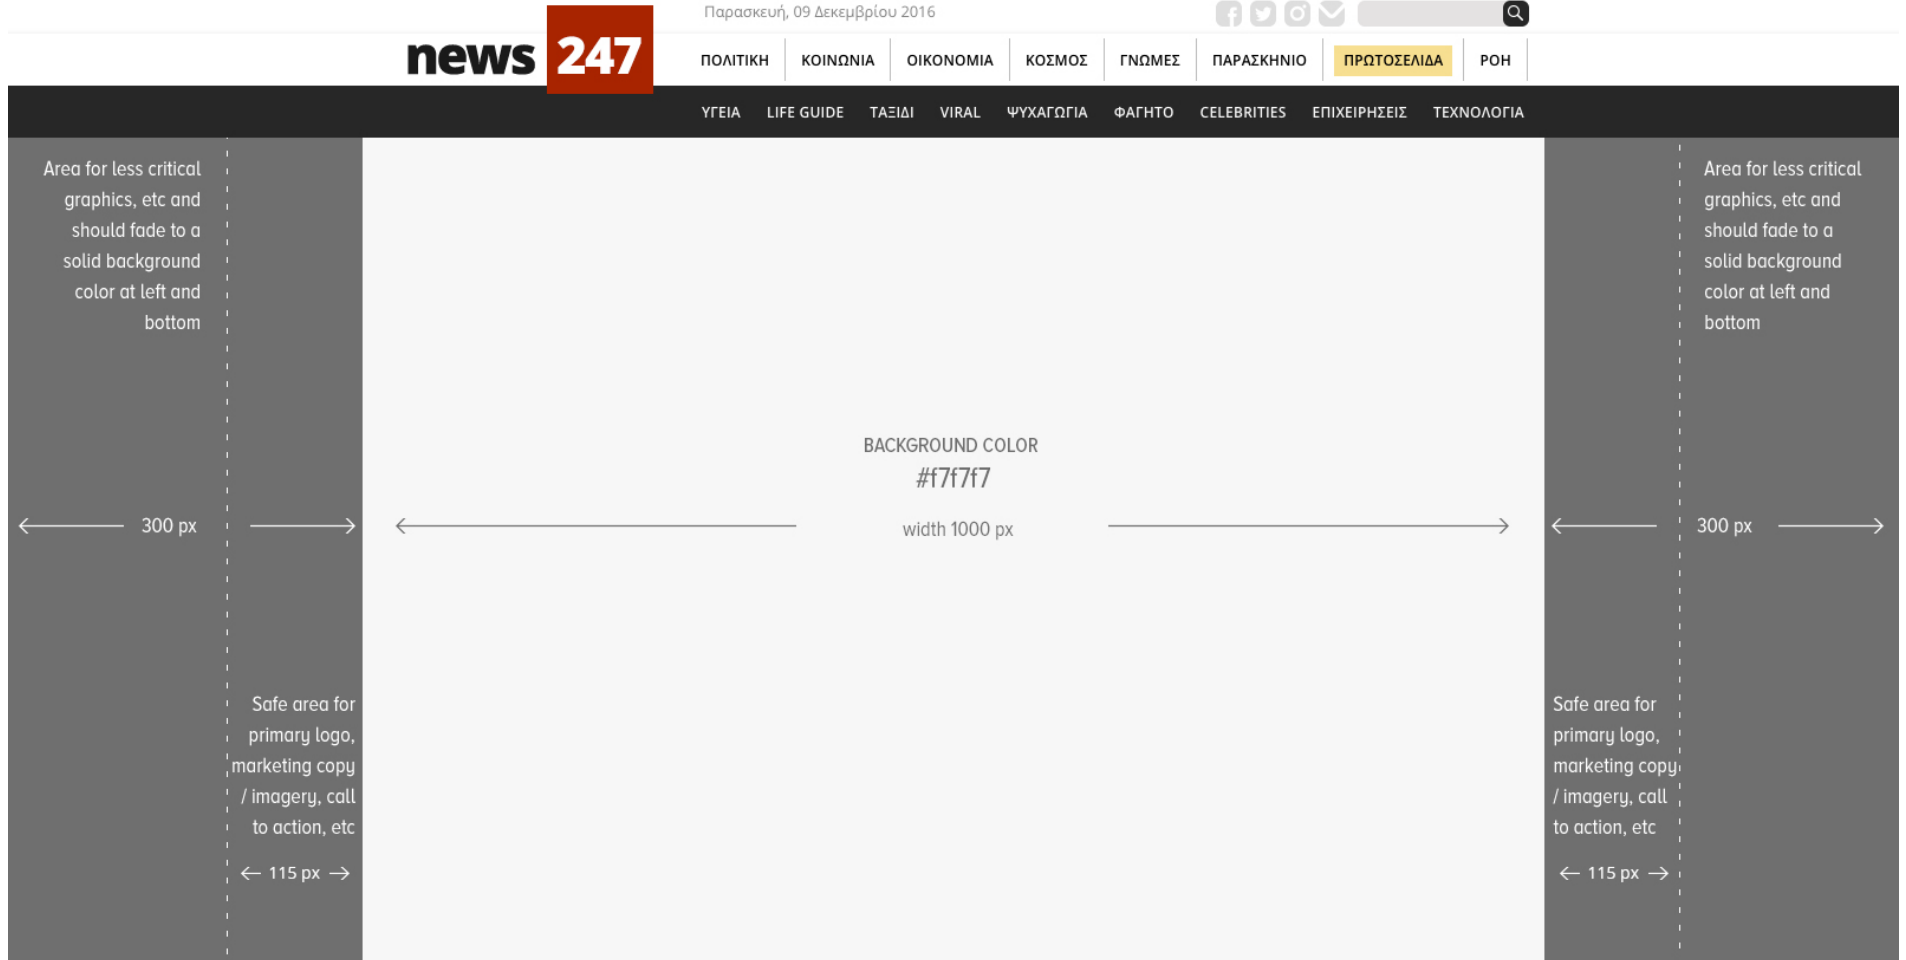 Παρασκευή, 09 Δεκεμβρίου 2016
news 247
ΠΟΛΙΤΙΚΗ ΚΟΙΝΩΝΙΑ ΟΙΚΟΝΟΜΙΑ ΚΟΣΜΟΣ ΓΝΩΜΕΣ ΠΑΡΑΣΚΗΝΙΟ ΠΡΩΤΟΣΕΛΙΔΑ ΡΟΗ
ΥΓΕΙΑ LIFE GUIDE ΤΑΞΙΔΙ VIRAL ΨΥΧΑΓΩΓΙΑ ΦΑΓΗΤΟ CELEBRITIES ΕΠΙΧΕΙΡΗΣΕΙΣ ΤΕΧΝΟΛΟΓΙΑ
Area for less critical
graphics, etc and
should fade to a
solid background
color at left and
bottom
300 px
Safe area for
primary logo,
marketing copy
/ imagery, call
to action, etc
115 px
BACKGROUND COLOR
#f7f7f7
width 1000 px
Area for less critical
graphics, etc and
should fade to a
solid background
color at left and
bottom
300 px
Safe area for
primary logo,
marketing copy
/ imagery, call
to action, etc
115 px